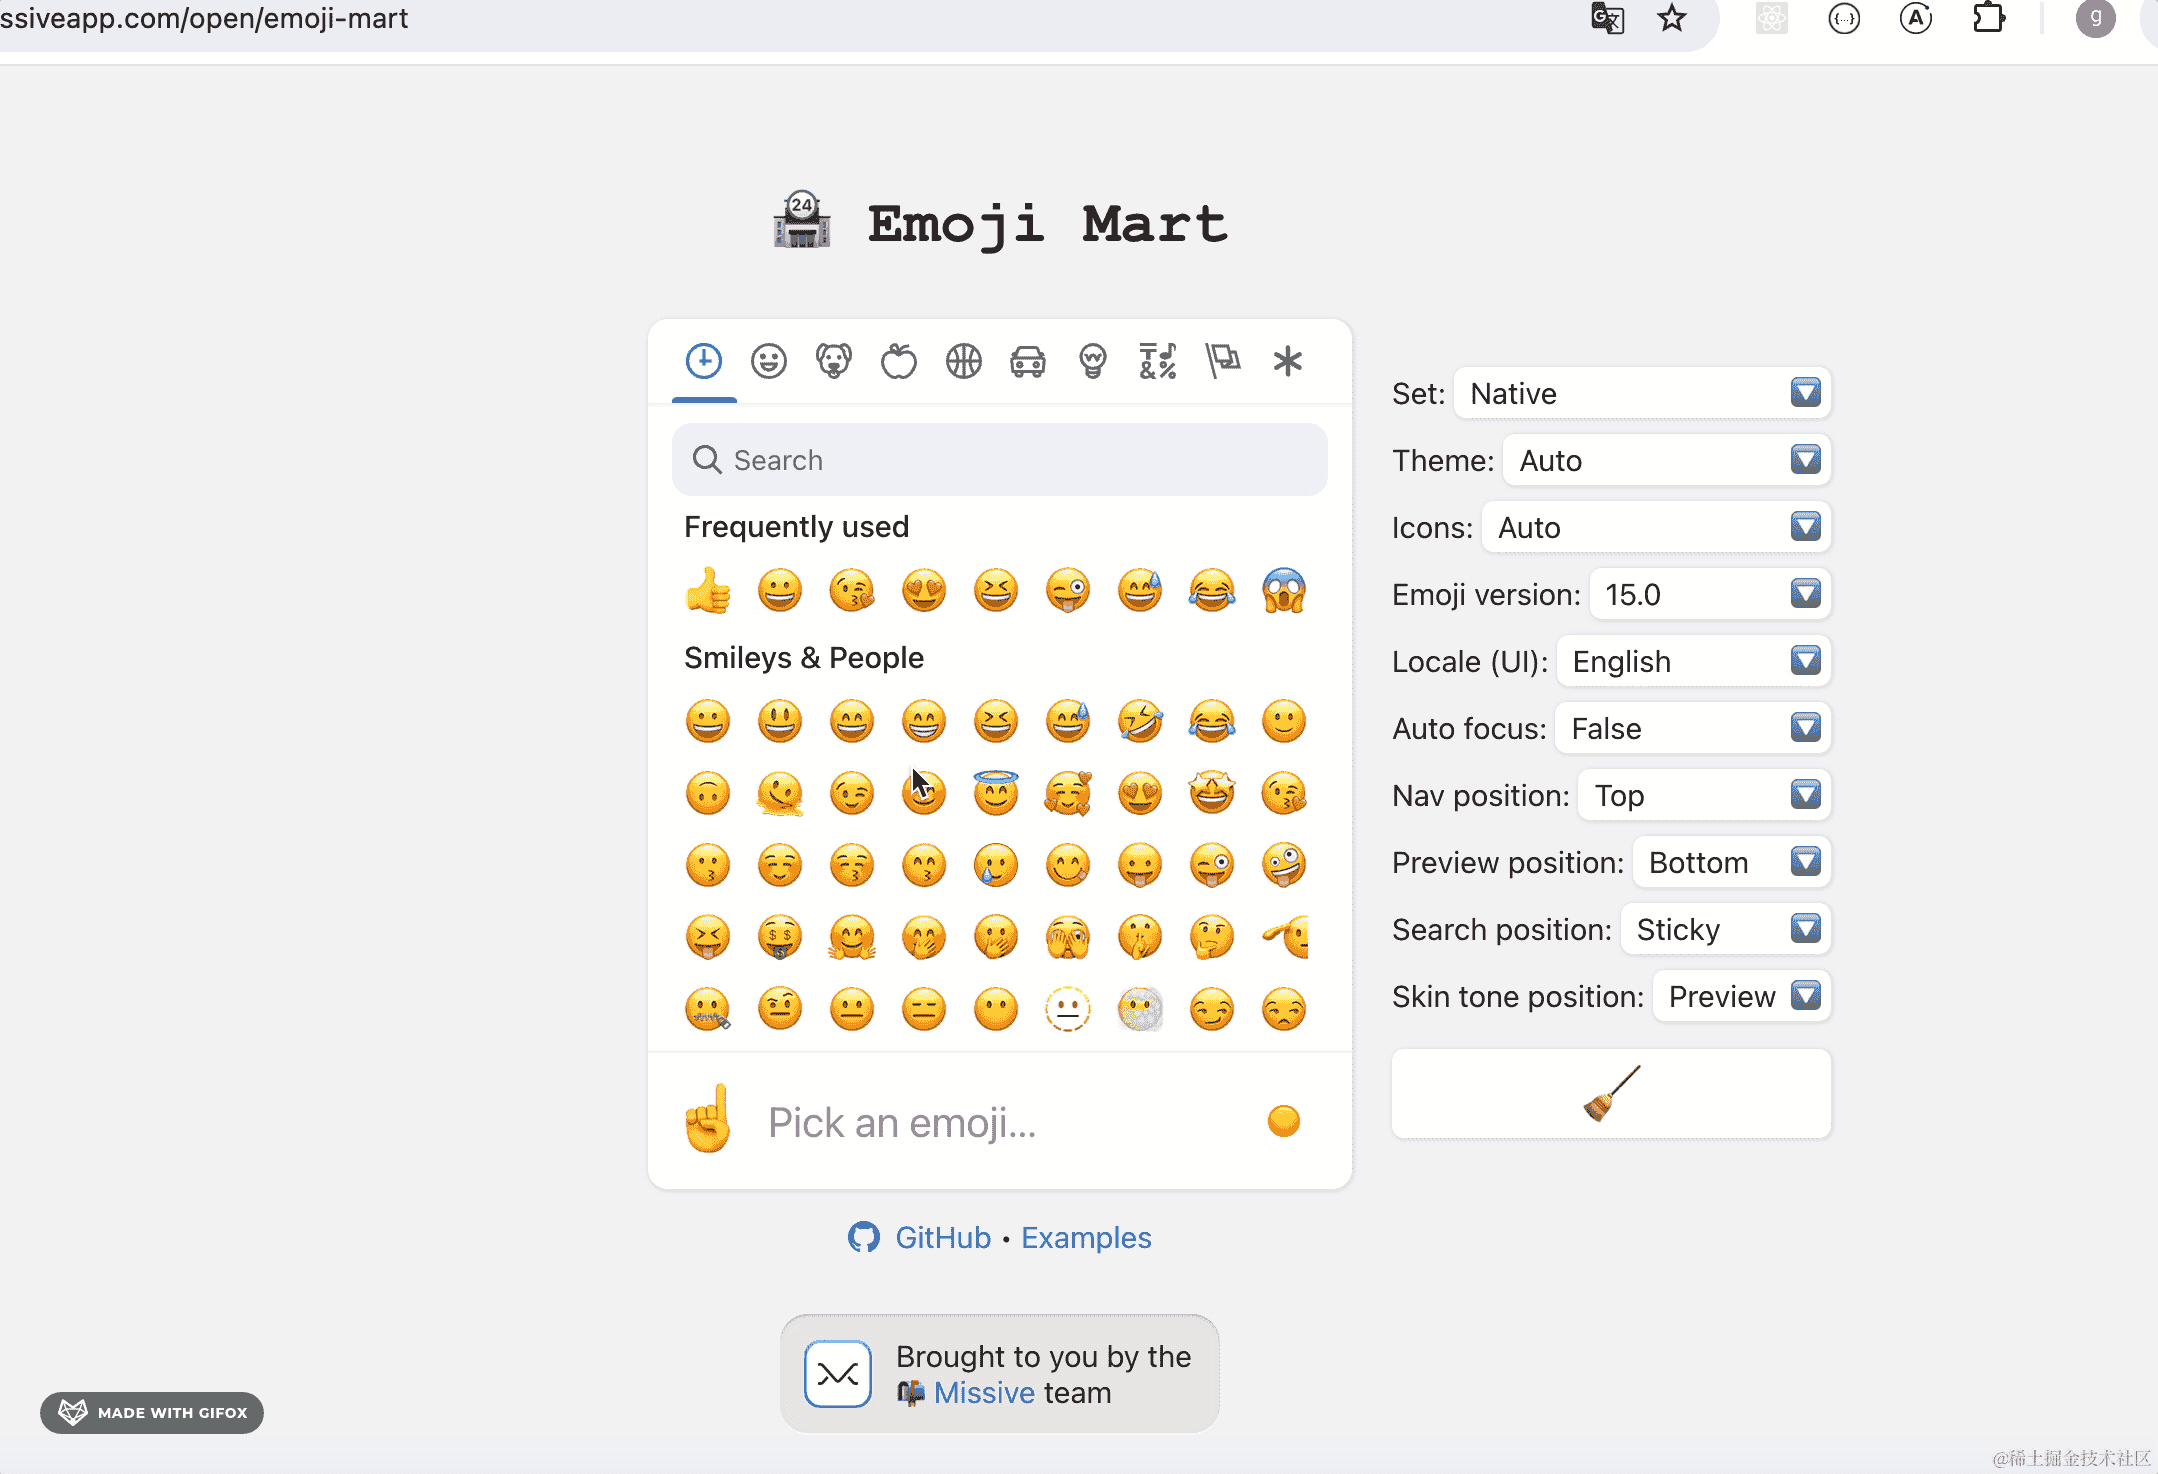 ssiveapp.com/open/emoji-mart
g
24
Emoji Mart
Search
Frequently used
Smileys & People
Pick an emoji...
Set: Native
Theme: Auto
Icons: Auto
Emoji version: 15.0
Locale (UI): English
Auto focus: False
Nav position: Top
Preview position: Bottom
Search position: Sticky
Skin tone position: Preview
GitHub • Examples
Brought to you by the
Missive team
MADE WITH GIFOX
@稀土掘金技术社区